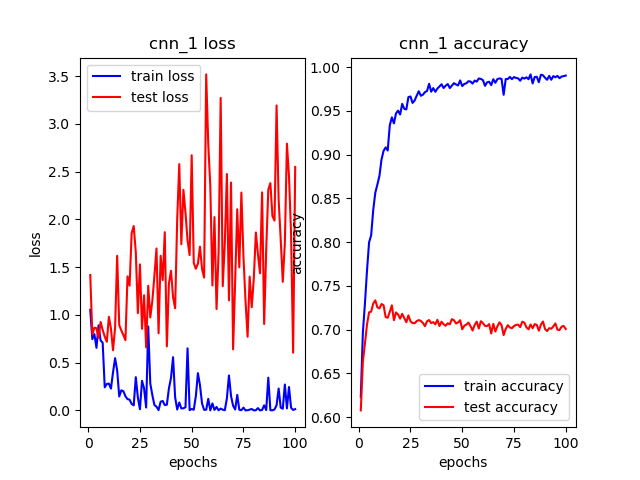 cnn_1 loss
train loss
test loss
3.5
3.0
2.5
2.0
1.5
1.0
0.5
0.0
loss
0
25
50
75
100
epochs
cnn_1 accuracy
1.00
0.95
0.90
0.85
0.80
0.75
0.70
0.65
0.60
accuracy
train accuracy
test accuracy
0
25
50
75
100
epochs